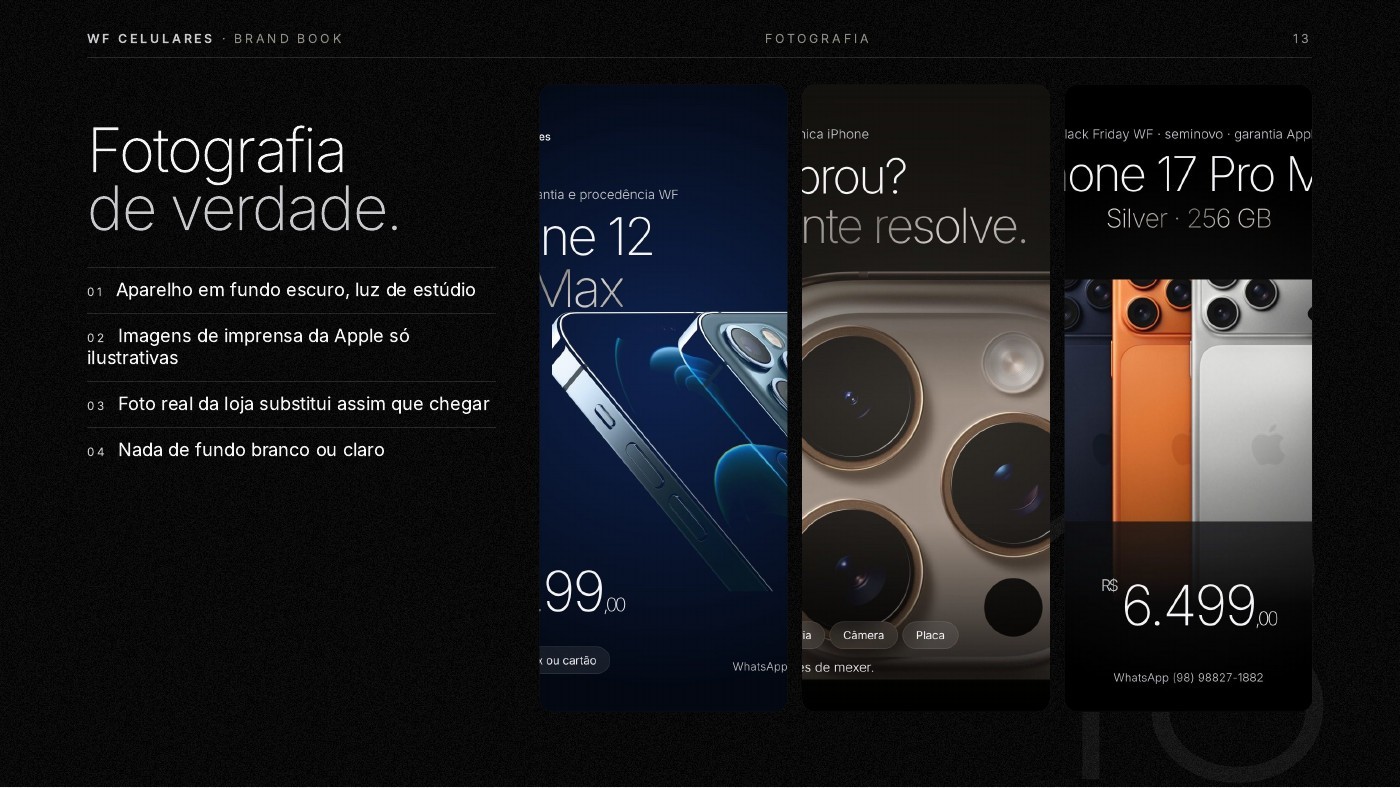 WF CELULARES · BRAND BOOK
FOTOGRAFIA
13
Fotografia
de verdade.
01 Aparelho em fundo escuro, luz de estúdio
02 Imagens de imprensa da Apple só
ilustrativas
03 Foto real da loja substitui assim que chegar
04 Nada de fundo branco ou claro
es
antia e procedência WF
ne 12
Max
.99,00
x ou cartão
WhatsApp
nica iPhone
prou?
nte resolve.
ia
Câmera
Placa
es de mexer.
lack Friday WF · seminovo · garantia Appl
one 17 Pro M
Silver · 256 GB
R$ 6.499,00
WhatsApp (98) 98827-1882
13